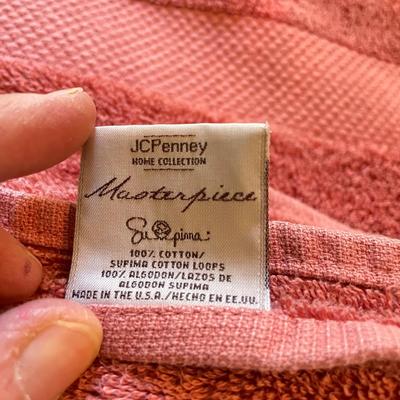 JCPenney
HOME COLLECTION
Masterpiece
Supima
100% COTTON/
SUPIMA COTTON LOOPS
100% ALGODON/LAZOS DE
ALGODON SUPIMA
MADE IN THE U.S.A./HECHO EN EE.UU.